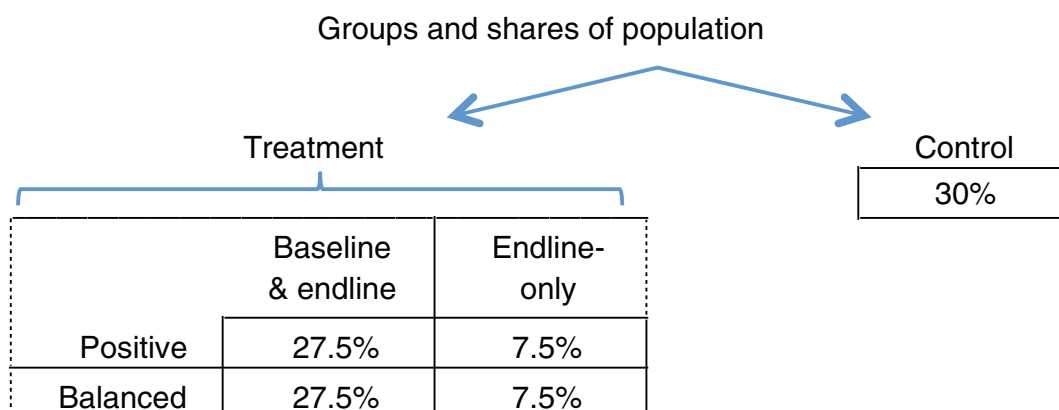 Groups and shares of population
Treatment
Control
30%
Baseline
& endline
Endline-
only
Positive 27.5% 7.5%
Balanced 27.5% 7.5%